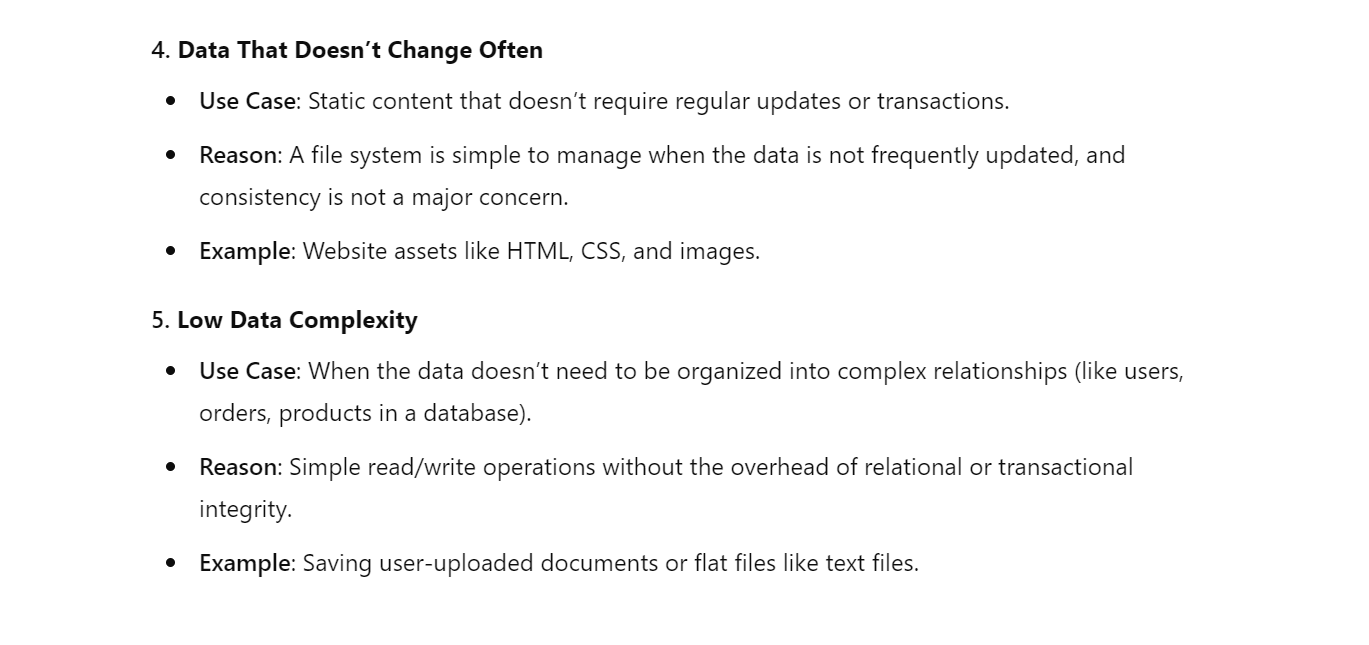 4. Data That Doesn’t Change Often
• Use Case: Static content that doesn’t require regular updates or transactions.
• Reason: A file system is simple to manage when the data is not frequently updated, and
consistency is not a major concern.
• Example: Website assets like HTML, CSS, and images.
5. Low Data Complexity
• Use Case: When the data doesn’t need to be organized into complex relationships (like users,
orders, products in a database).
• Reason: Simple read/write operations without the overhead of relational or transactional
integrity.
• Example: Saving user-uploaded documents or flat files like text files.